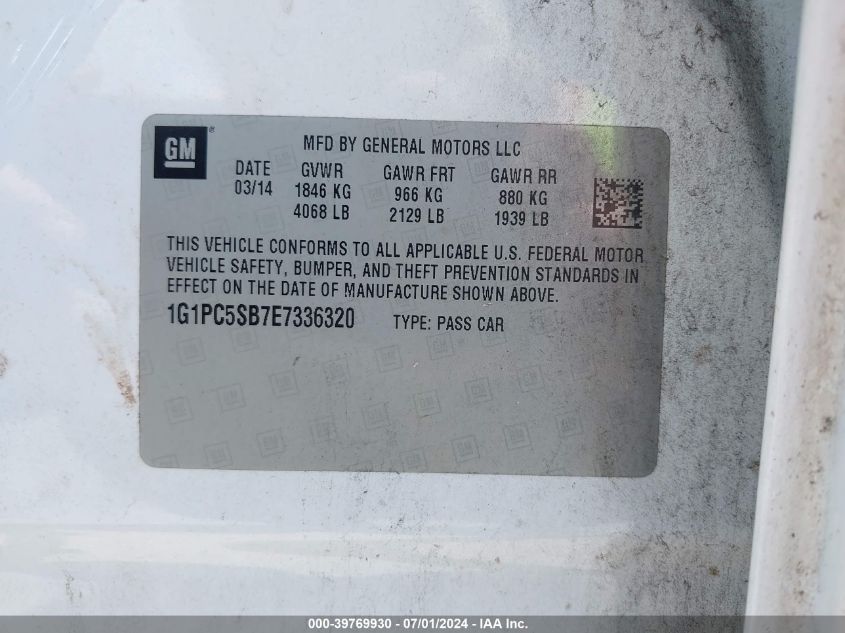 GM ®
MFD BY GENERAL MOTORS LLC
DATE GVWR GAWR FRT GAWR RR
03/14 1846 KG 966 KG 880 KG
4068 LB 2129 LB 1939 LB
THIS VEHICLE CONFORMS TO ALL APPLICABLE U.S. FEDERAL MOTOR
VEHICLE SAFETY, BUMPER, AND THEFT PREVENTION STANDARDS IN
EFFECT ON THE DATE OF MANUFACTURE SHOWN ABOVE.
1G1PC5SB7E7336320 TYPE: PASS CAR
000-39769930 - 07/01/2024 - IAA Inc.